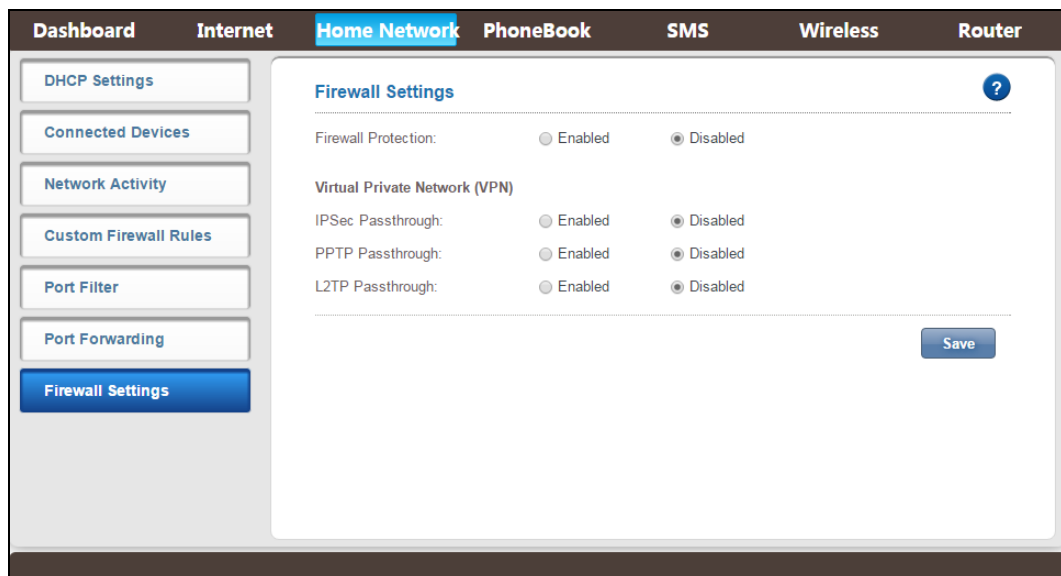 Dashboard Internet Home Network PhoneBook SMS Wireless Router
DHCP Settings
Connected Devices
Network Activity
Custom Firewall Rules
Port Filter
Port Forwarding
Firewall Settings
Firewall Settings ?
Firewall Protection: Enabled Disabled
Virtual Private Network (VPN)
IPSec Passthrough: Enabled Disabled
PPTP Passthrough: Enabled Disabled
L2TP Passthrough: Enabled Disabled
Save